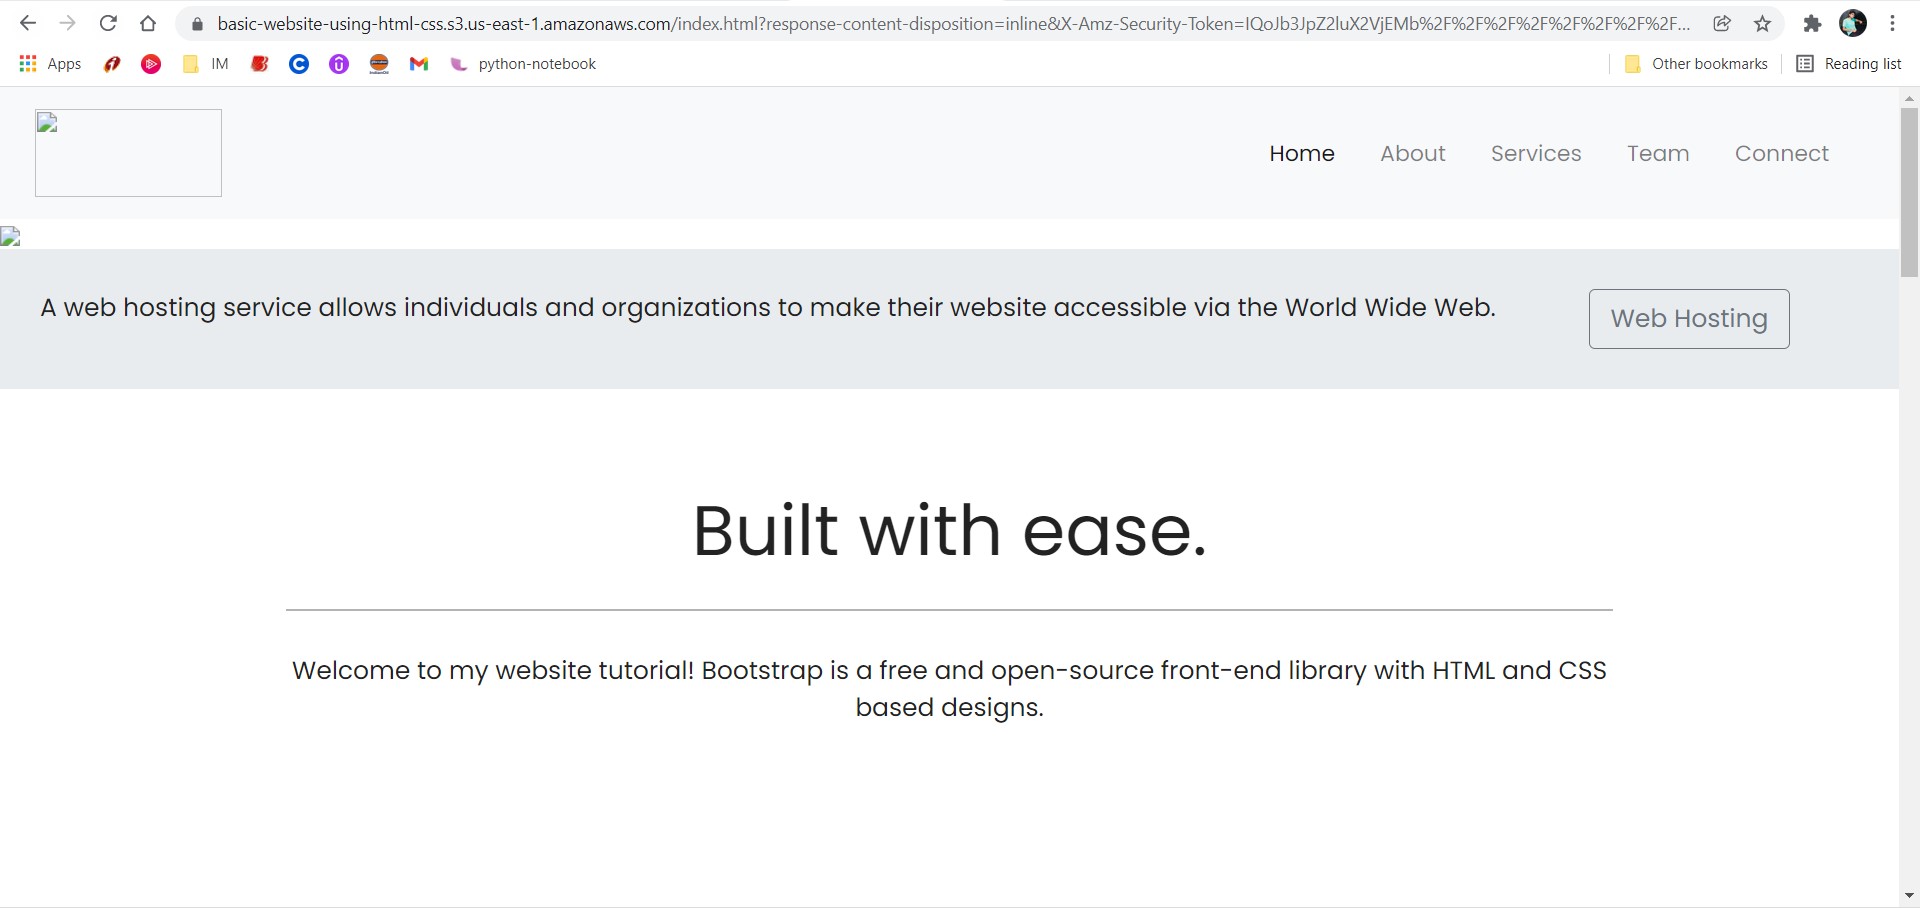 basic-website-using-html-css.s3.us-east-1.amazonaws.com/index.html?response-content-disposition=inline&X-Amz-Security-Token=IQoJb3JpZ2luX2VjEMb%2F%2F%2F%2F%2F%2F%2F%2F...
Apps IM python-notebook Other bookmarks Reading list
Home About Services Team Connect
A web hosting service allows individuals and organizations to make their website accessible via the World Wide Web. Web Hosting
Built with ease.
Welcome to my website tutorial! Bootstrap is a free and open-source front-end library with HTML and CSS
based designs.